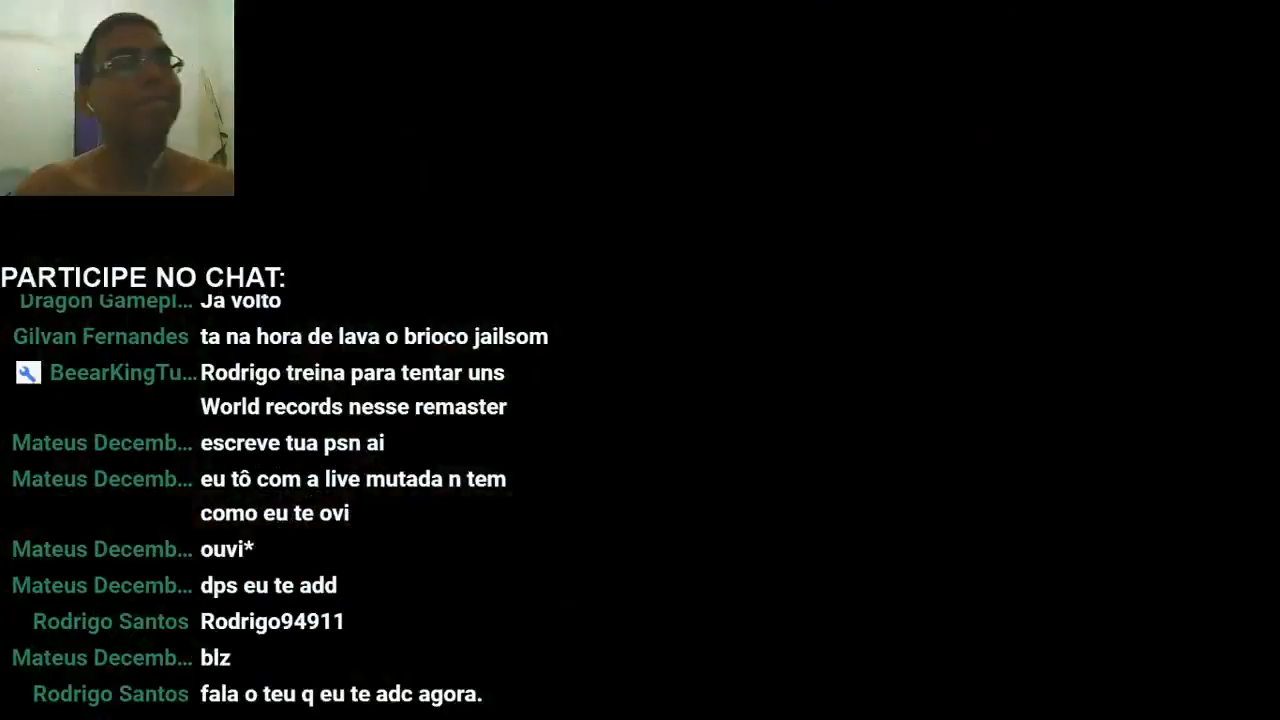 PARTICIPE NO CHAT:
Dragon Gamepl... Ja volto
Gilvan Fernandes ta na hora de lava o brioco jailsom
BeearKingTu... Rodrigo treina para tentar uns
World records nesse remaster
Mateus Decemb... escreve tua psn ai
Mateus Decemb... eu tô com a live mutada n tem
como eu te ovi
Mateus Decemb... ouvi*
Mateus Decemb... dps eu te add
Rodrigo Santos Rodrigo94911
Mateus Decemb... blz
Rodrigo Santos fala o teu q eu te adc agora.